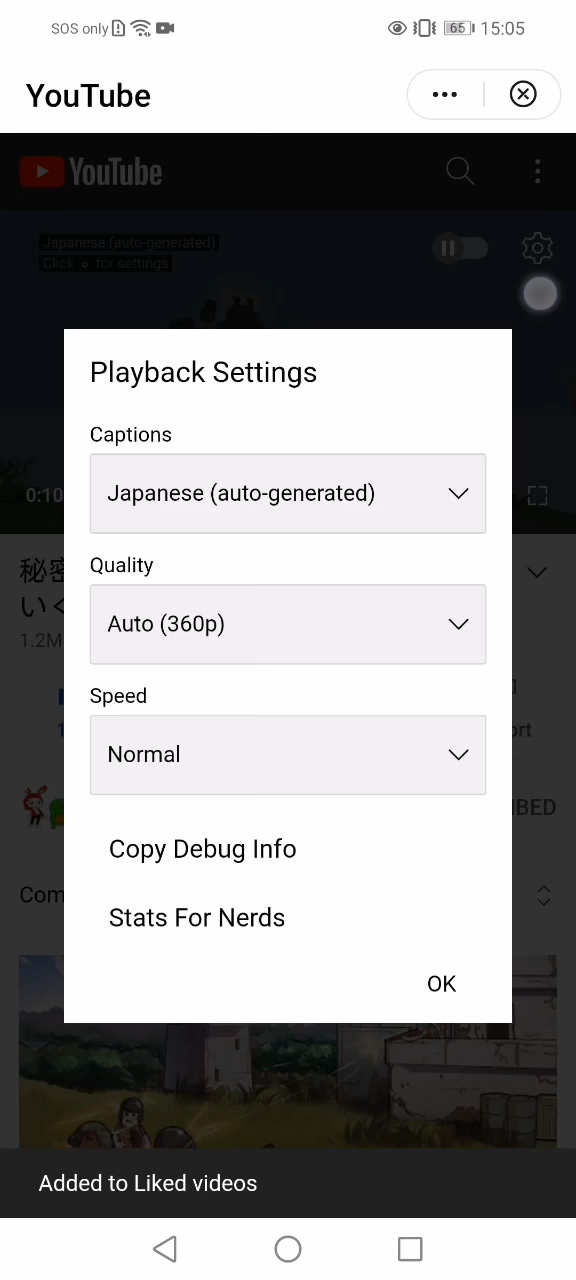 SOS only
65
15:05
YouTube
YouTube
Japanese (auto-generated)
Click for settings
Playback Settings
Captions
Japanese (auto-generated)
0:10
Quality
秘密
いく
Auto (360p)
1.2M
Speed
Normal
Copy Debug Info
Com
Stats For Nerds
OK
Added to Liked videos